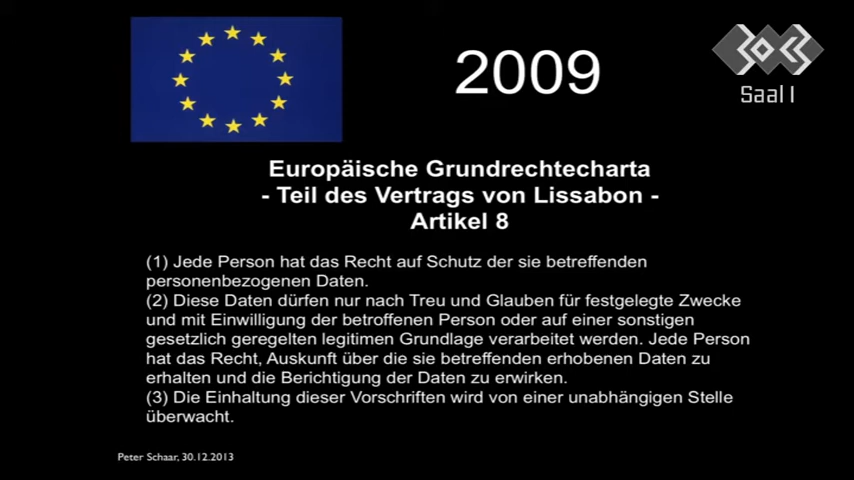 2009
30C3
Saal 1
Europäische Grundrechtecharta
- Teil des Vertrags von Lissabon -
Artikel 8
(1) Jede Person hat das Recht auf Schutz der sie betreffenden
personenbezogenen Daten.
(2) Diese Daten dürfen nur nach Treu und Glauben für festgelegte Zwecke
und mit Einwilligung der betroffenen Person oder auf einer sonstigen
gesetzlich geregelten legitimen Grundlage verarbeitet werden. Jede Person
hat das Recht, Auskunft über die sie betreffenden erhobenen Daten zu
erhalten und die Berichtigung der Daten zu erwirken.
(3) Die Einhaltung dieser Vorschriften wird von einer unabhängigen Stelle
überwacht.
Peter Schaar, 30.12.2013